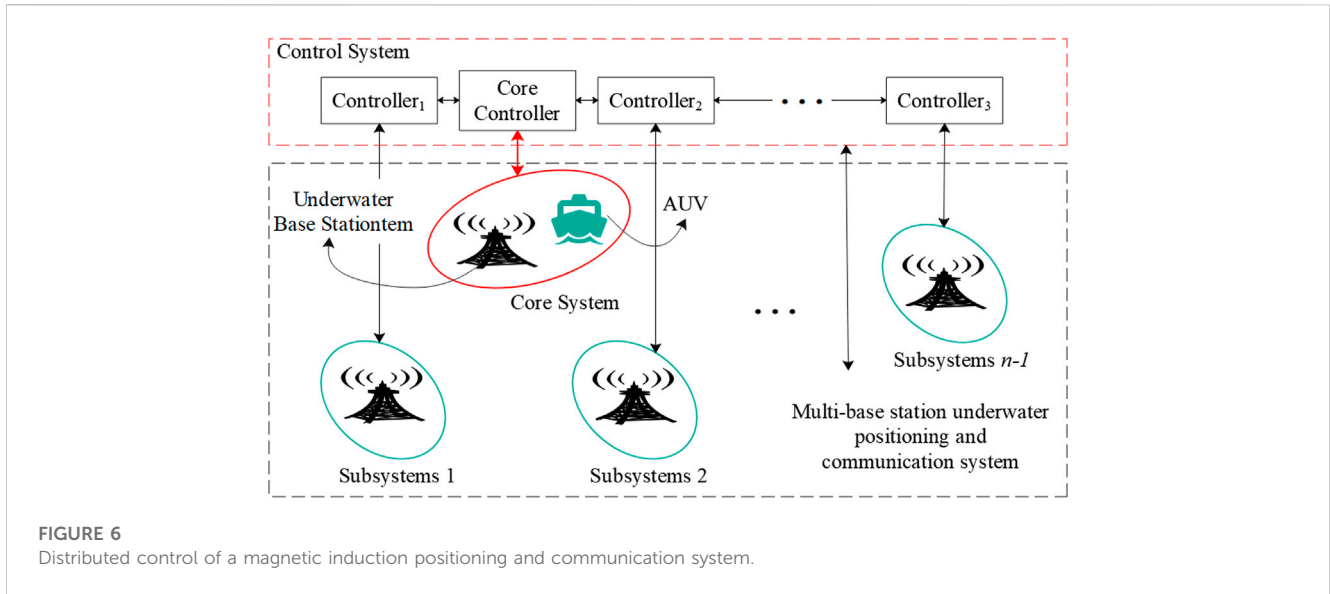 Control System
Controller₁
Core
Controller
Controller₂
• • •
Controller₃
Underwater
Base Stationtem
AUV
Core System
• • •
Subsystems n-1
Subsystems 1
Subsystems 2
Multi-base station underwater
positioning and
communication system
FIGURE 6
Distributed control of a magnetic induction positioning and communication system.